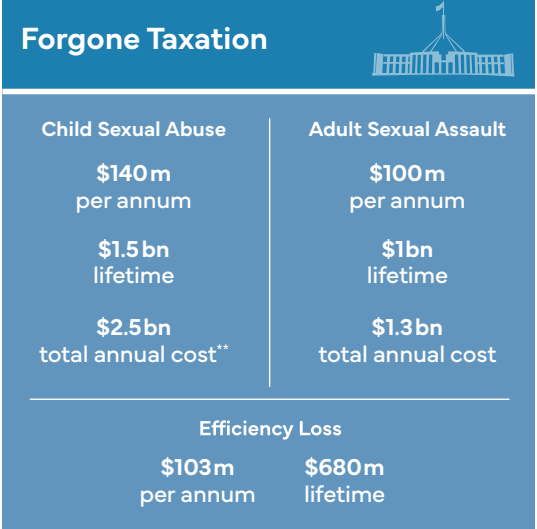 Forgone Taxation
Child Sexual Abuse
$140m
per annum
$1.5bn
lifetime
$2.5bn
total annual cost**
Adult Sexual Assault
$100m
per annum
$1bn
lifetime
$1.3bn
total annual cost
Efficiency Loss
$103m
per annum
$680m
lifetime